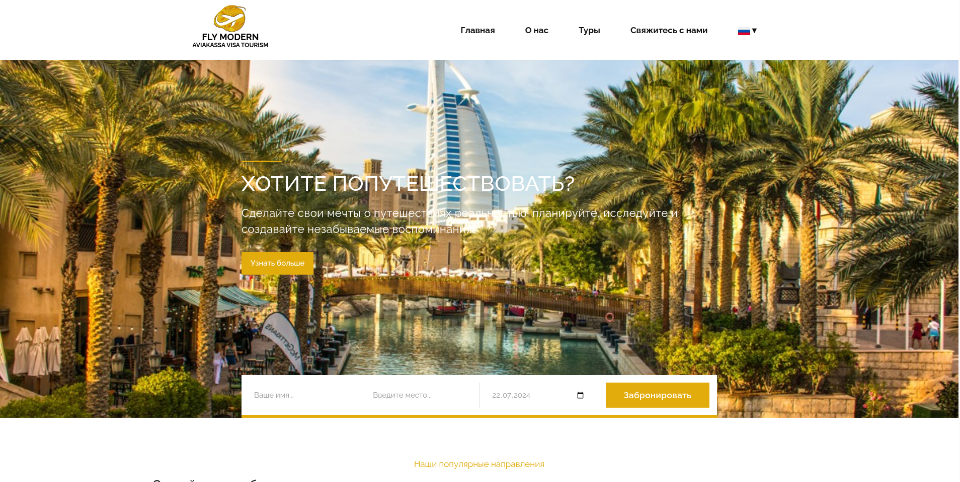 FLY MODERN
AVIAKASSA VISA TOURISM
Главная
О нас
Туры
Свяжитесь с нами
ХОТИТЕ ПОПУТЕШЕСТВОВАТЬ?
Сделайте свои мечты о путешествиях реальностью: планируйте, исследуйте и
создавайте незабываемые воспоминания
Узнать больше
Ваше имя...
Введите место...
22.07.2024
Забронировать
Наши популярные направления